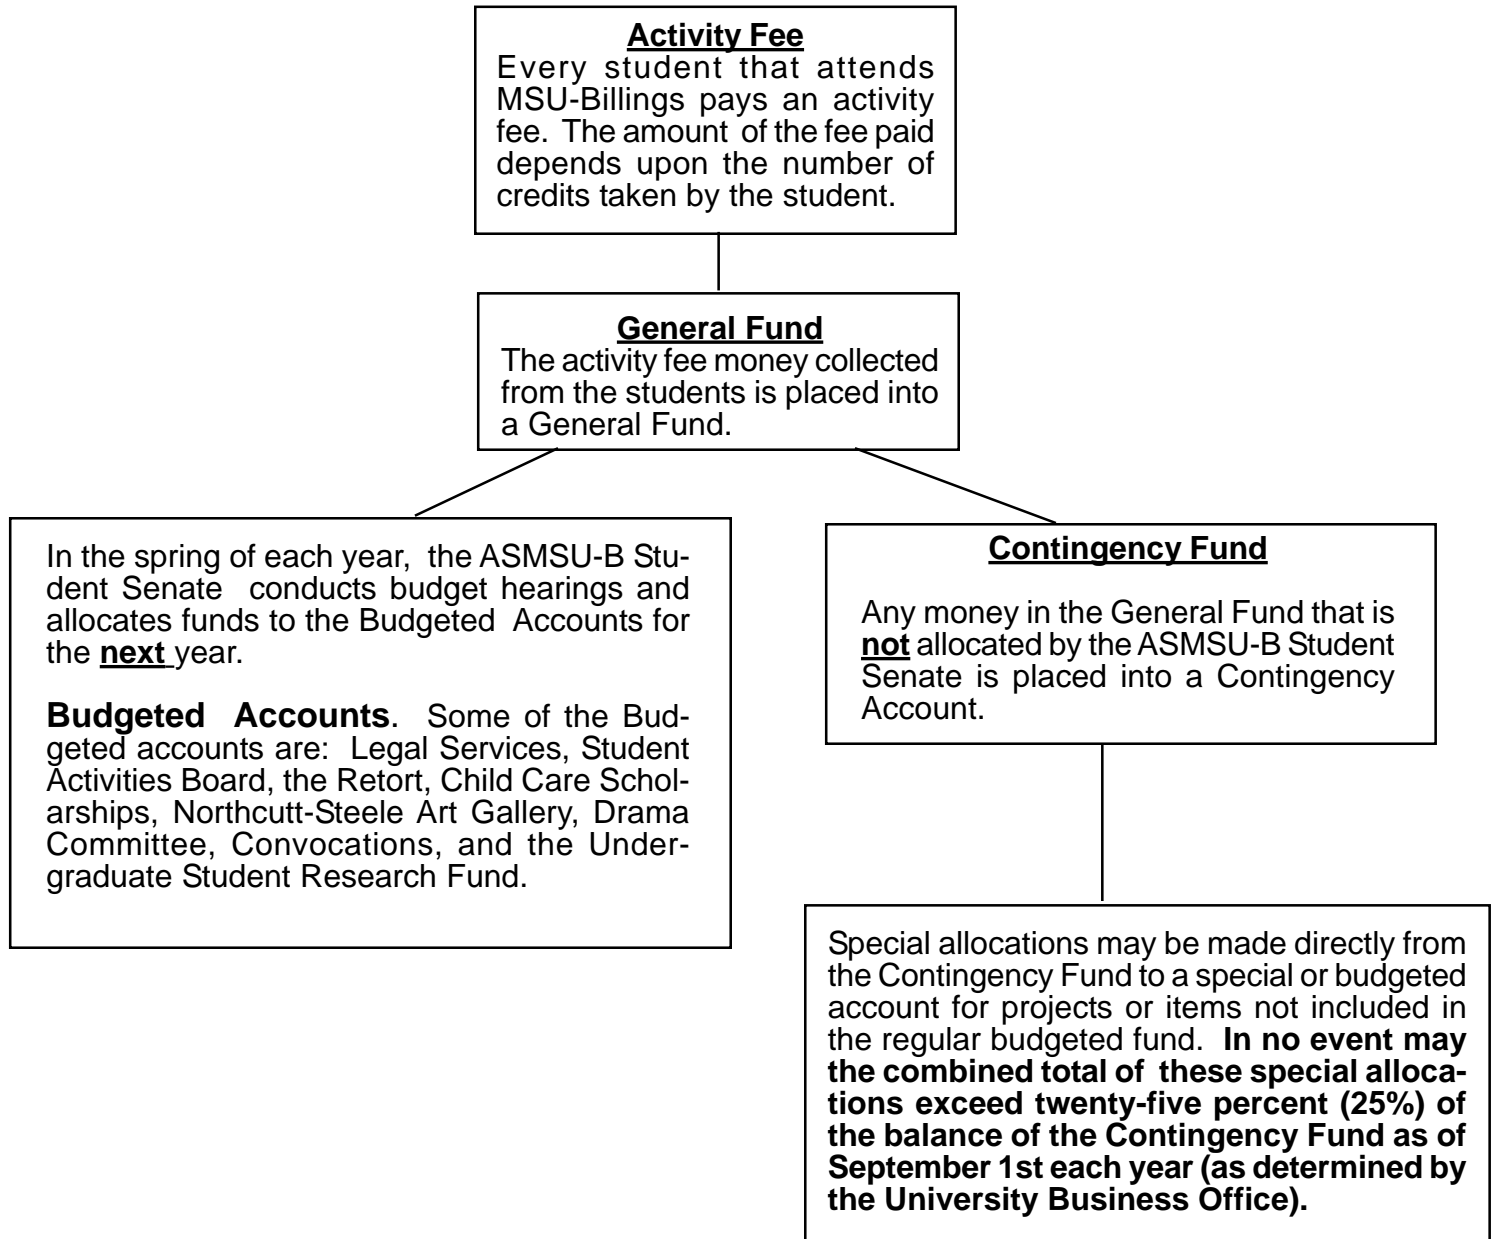 Activity Fee
Every student that attends
MSU-Billings pays an activity
fee. The amount of the fee paid
depends upon the number of
credits taken by the student.
General Fund
The activity fee money collected
from the students is placed into
a General Fund.
In the spring of each year, the ASMSU-B Stu-
dent Senate conducts budget hearings and
allocates funds to the Budgeted Accounts for
the next year.
Budgeted Accounts. Some of the Bud-
geted accounts are: Legal Services, Student
Activities Board, the Retort, Child Care Schol-
arships, Northcutt-Steele Art Gallery, Drama
Committee, Convocations, and the Under-
graduate Student Research Fund.
Contingency Fund
Any money in the General Fund that is
not allocated by the ASMSU-B Student
Senate is placed into a Contingency
Account.
Special allocations may be made directly from
the Contingency Fund to a special or budgeted
account for projects or items not included in
the regular budgeted fund. In no event may
the combined total of these special alloca-
tions exceed twenty-five percent (25%) of
the balance of the Contingency Fund as of
September 1st each year (as determined by
the University Business Office).